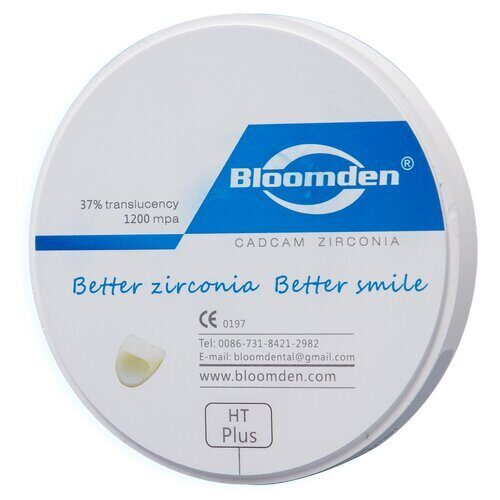 Bloomden®
37% translucency
1200 mpa
CADCAM ZIRCONIA
Better zirconia Better smile
CE 0197
Tel: 0086-731-8421-2982
E-mail: bloomdental@gmail.com
www.bloomden.com
HT
Plus